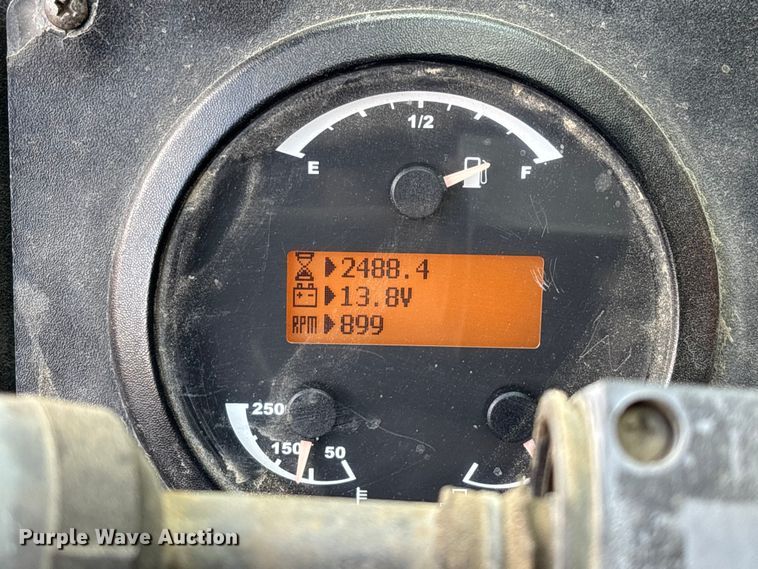 1/2
E F
2488.4
13.8V
RPM 899
250
150 50
Purple Wave Auction